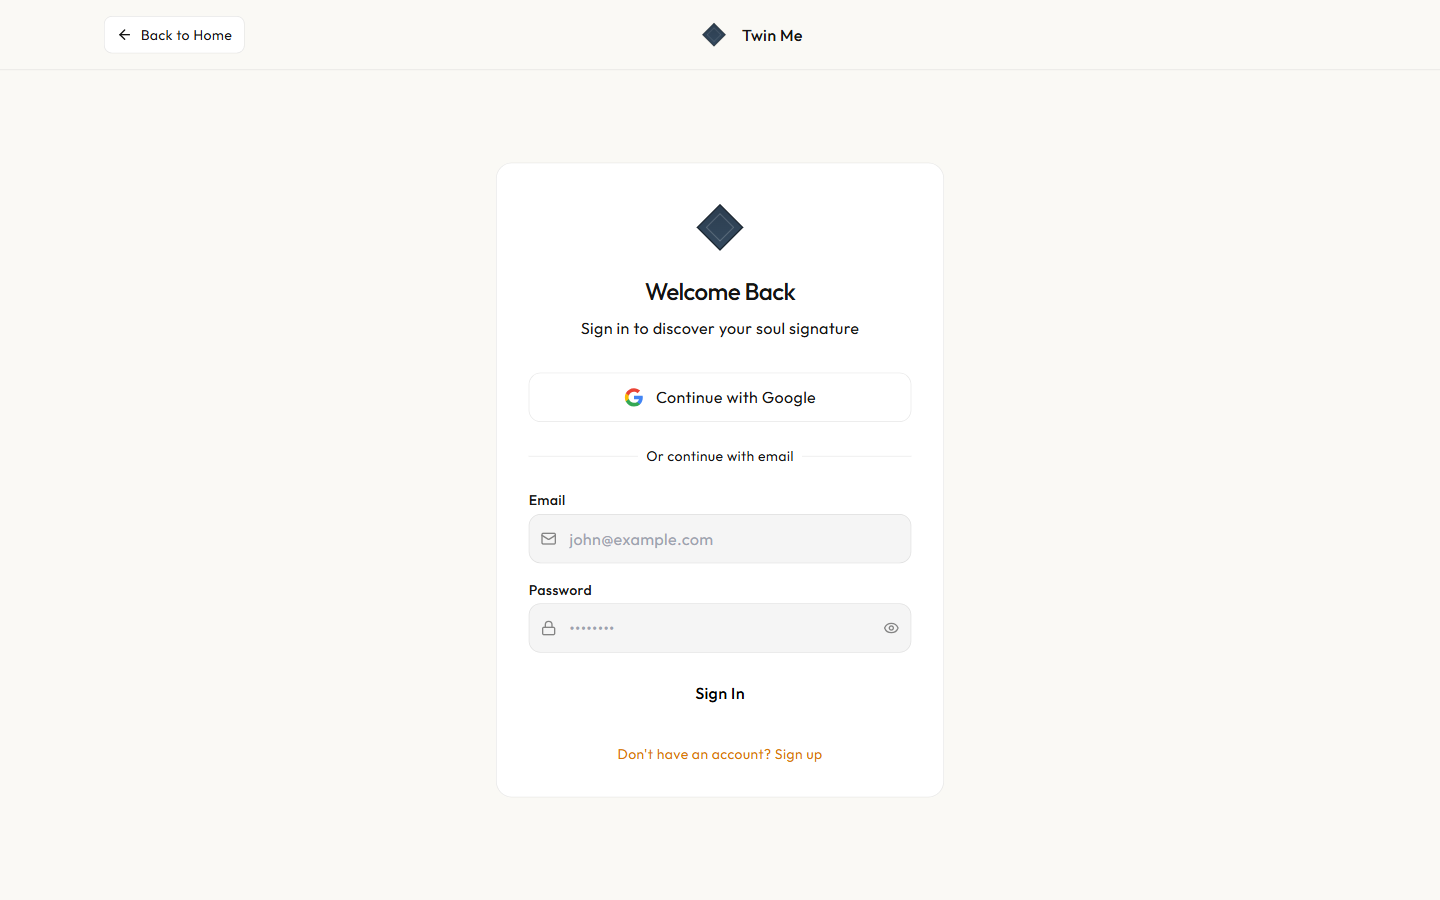 Back to Home
Twin Me
Welcome Back
Sign in to discover your soul signature
Continue with Google
Or continue with email
Email
john@example.com
Password
••••••••
Sign In
Don't have an account? Sign up